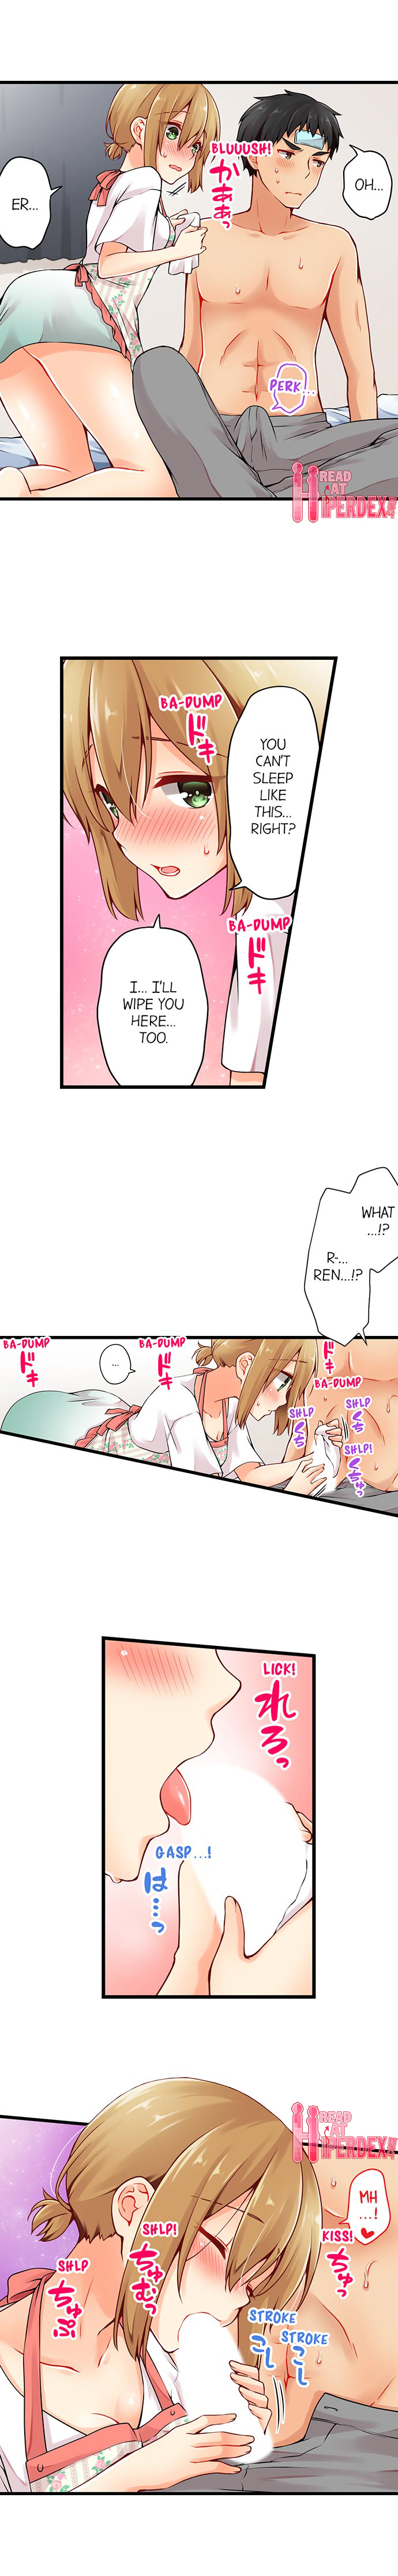 ER...
BLUUUSH!
かあぁっ
OH...
PERK!...
READ
AT
HIPERDEX
BA-DUMP
ドキ
YOU
CAN'T
SLEEP
LIKE
THIS...
RIGHT?
BA-DUMP
ドキ
I... I'LL
WIPE YOU
HERE...
TOO.
WHAT
...!?
R-...
REN...!?
BA-DUMP
ドキ
...
BA-DUMP
ドキ
ドキ
BA-DUMP
SHLP
くち
SHLP!
くちゅっ
LICK!
れろっ
GASP...!
は…っ
READ
AT
HIPERDEX
MH
...!
KISS!
ちゅっ
SHLP!
ちゅむっ
SHLP
ちゅぷ
STROKE
こし
STROKE
こし